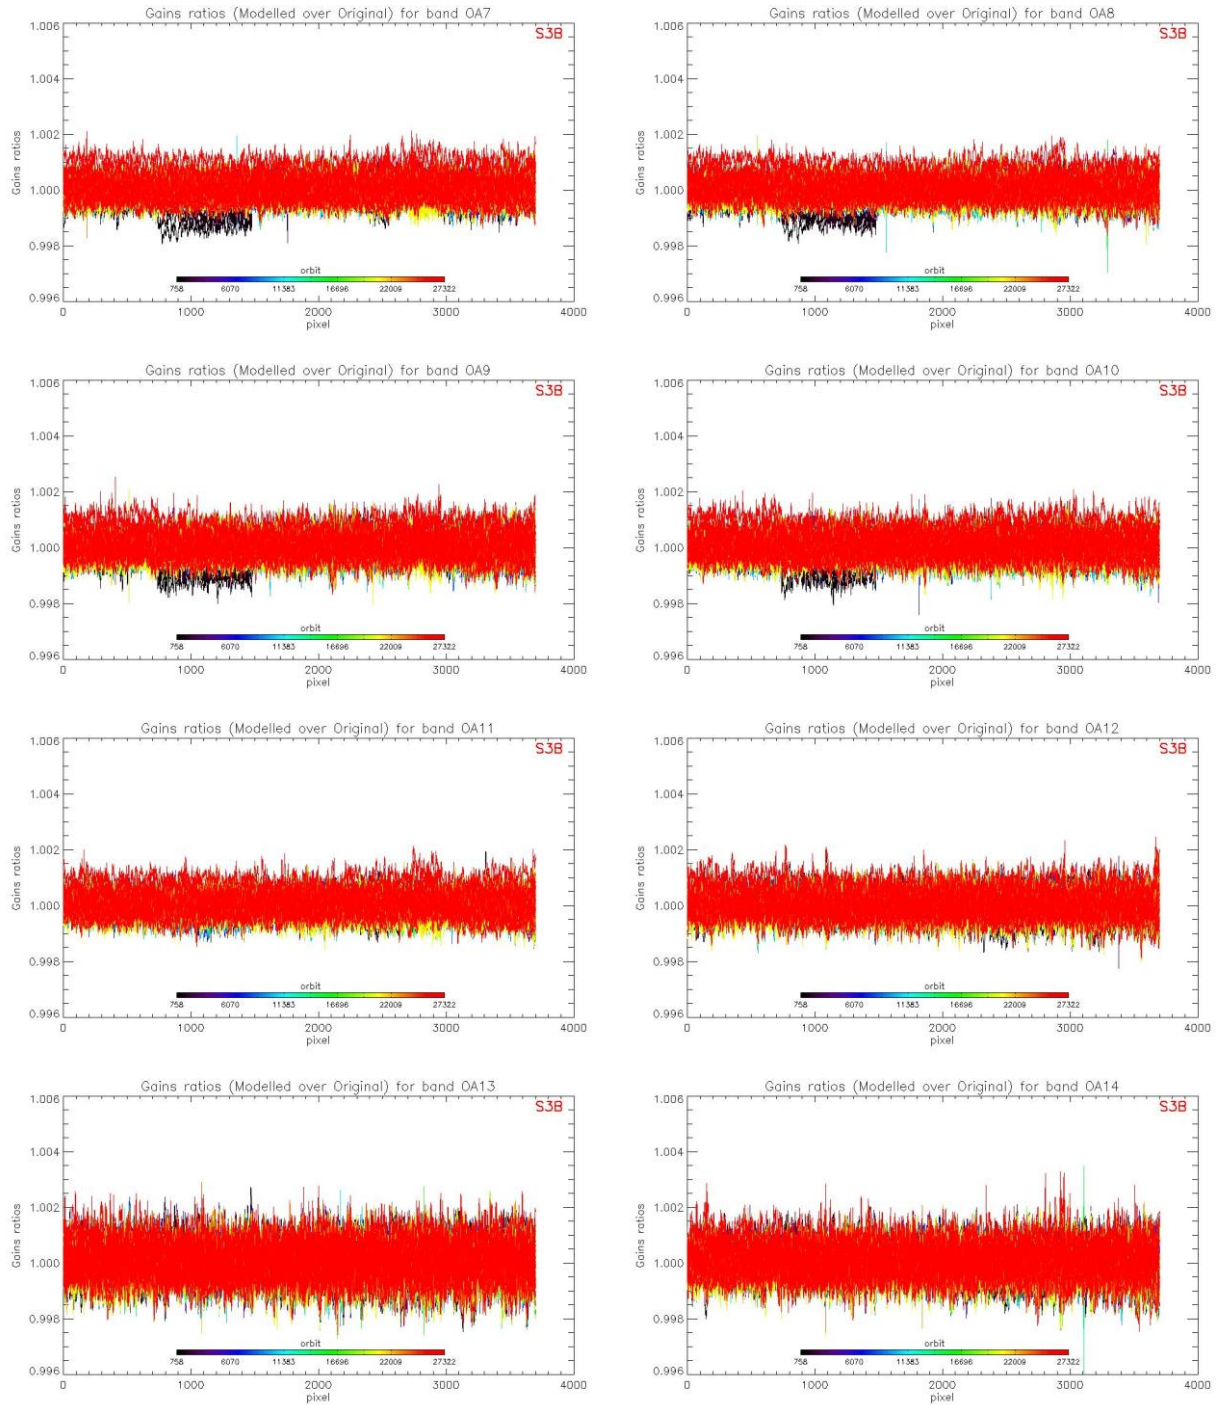 Gains ratios (Modelled over Original) for band OA7
S3B
1.006
1.004
1.002
1.000
0.998
0.996
Gains ratios
orbit
758 6070 11383 16696 22009 27322
0 1000 2000 3000 4000
pixel
Gains ratios (Modelled over Original) for band OA8
S3B
1.006
1.004
1.002
1.000
0.998
0.996
Gains ratios
orbit
758 6070 11383 16696 22009 27322
0 1000 2000 3000 4000
pixel
Gains ratios (Modelled over Original) for band OA9
S3B
1.006
1.004
1.002
1.000
0.998
0.996
Gains ratios
orbit
758 6070 11383 16696 22009 27322
0 1000 2000 3000 4000
pixel
Gains ratios (Modelled over Original) for band OA10
S3B
1.006
1.004
1.002
1.000
0.998
0.996
Gains ratios
orbit
758 6070 11383 16696 22009 27322
0 1000 2000 3000 4000
pixel
Gains ratios (Modelled over Original) for band OA11
S3B
1.006
1.004
1.002
1.000
0.998
0.996
Gains ratios
orbit
758 6070 11383 16696 22009 27322
0 1000 2000 3000 4000
pixel
Gains ratios (Modelled over Original) for band OA12
S3B
1.006
1.004
1.002
1.000
0.998
0.996
Gains ratios
orbit
758 6070 11383 16696 22009 27322
0 1000 2000 3000 4000
pixel
Gains ratios (Modelled over Original) for band OA13
S3B
1.006
1.004
1.002
1.000
0.998
0.996
Gains ratios
orbit
758 6070 11383 16696 22009 27322
0 1000 2000 3000 4000
pixel
Gains ratios (Modelled over Original) for band OA14
S3B
1.006
1.004
1.002
1.000
0.998
0.996
Gains ratios
orbit
758 6070 11383 16696 22009 27322
0 1000 2000 3000 4000
pixel